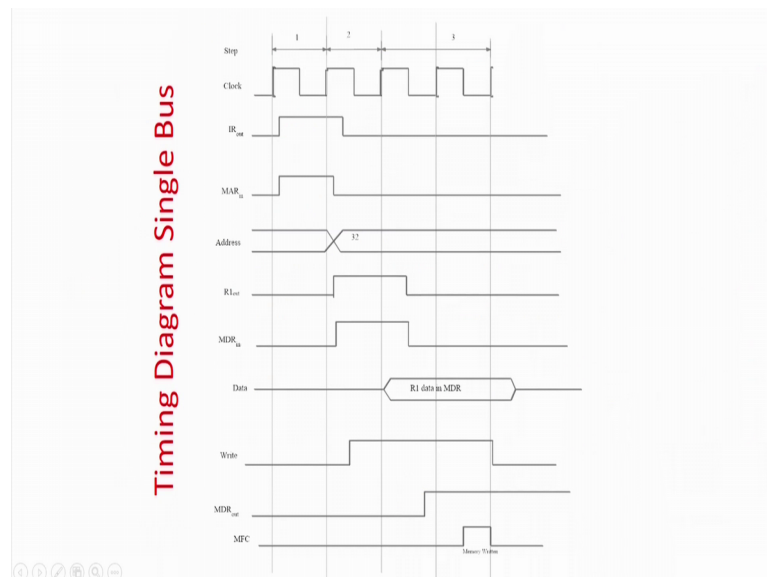 Timing Diagram Single Bus
Step 1 2 3
Clock
IRout
MARin
Address 32
R1out
MDRin
Data R1 data in MDR
Write
MDRout
MFC
Memory Written